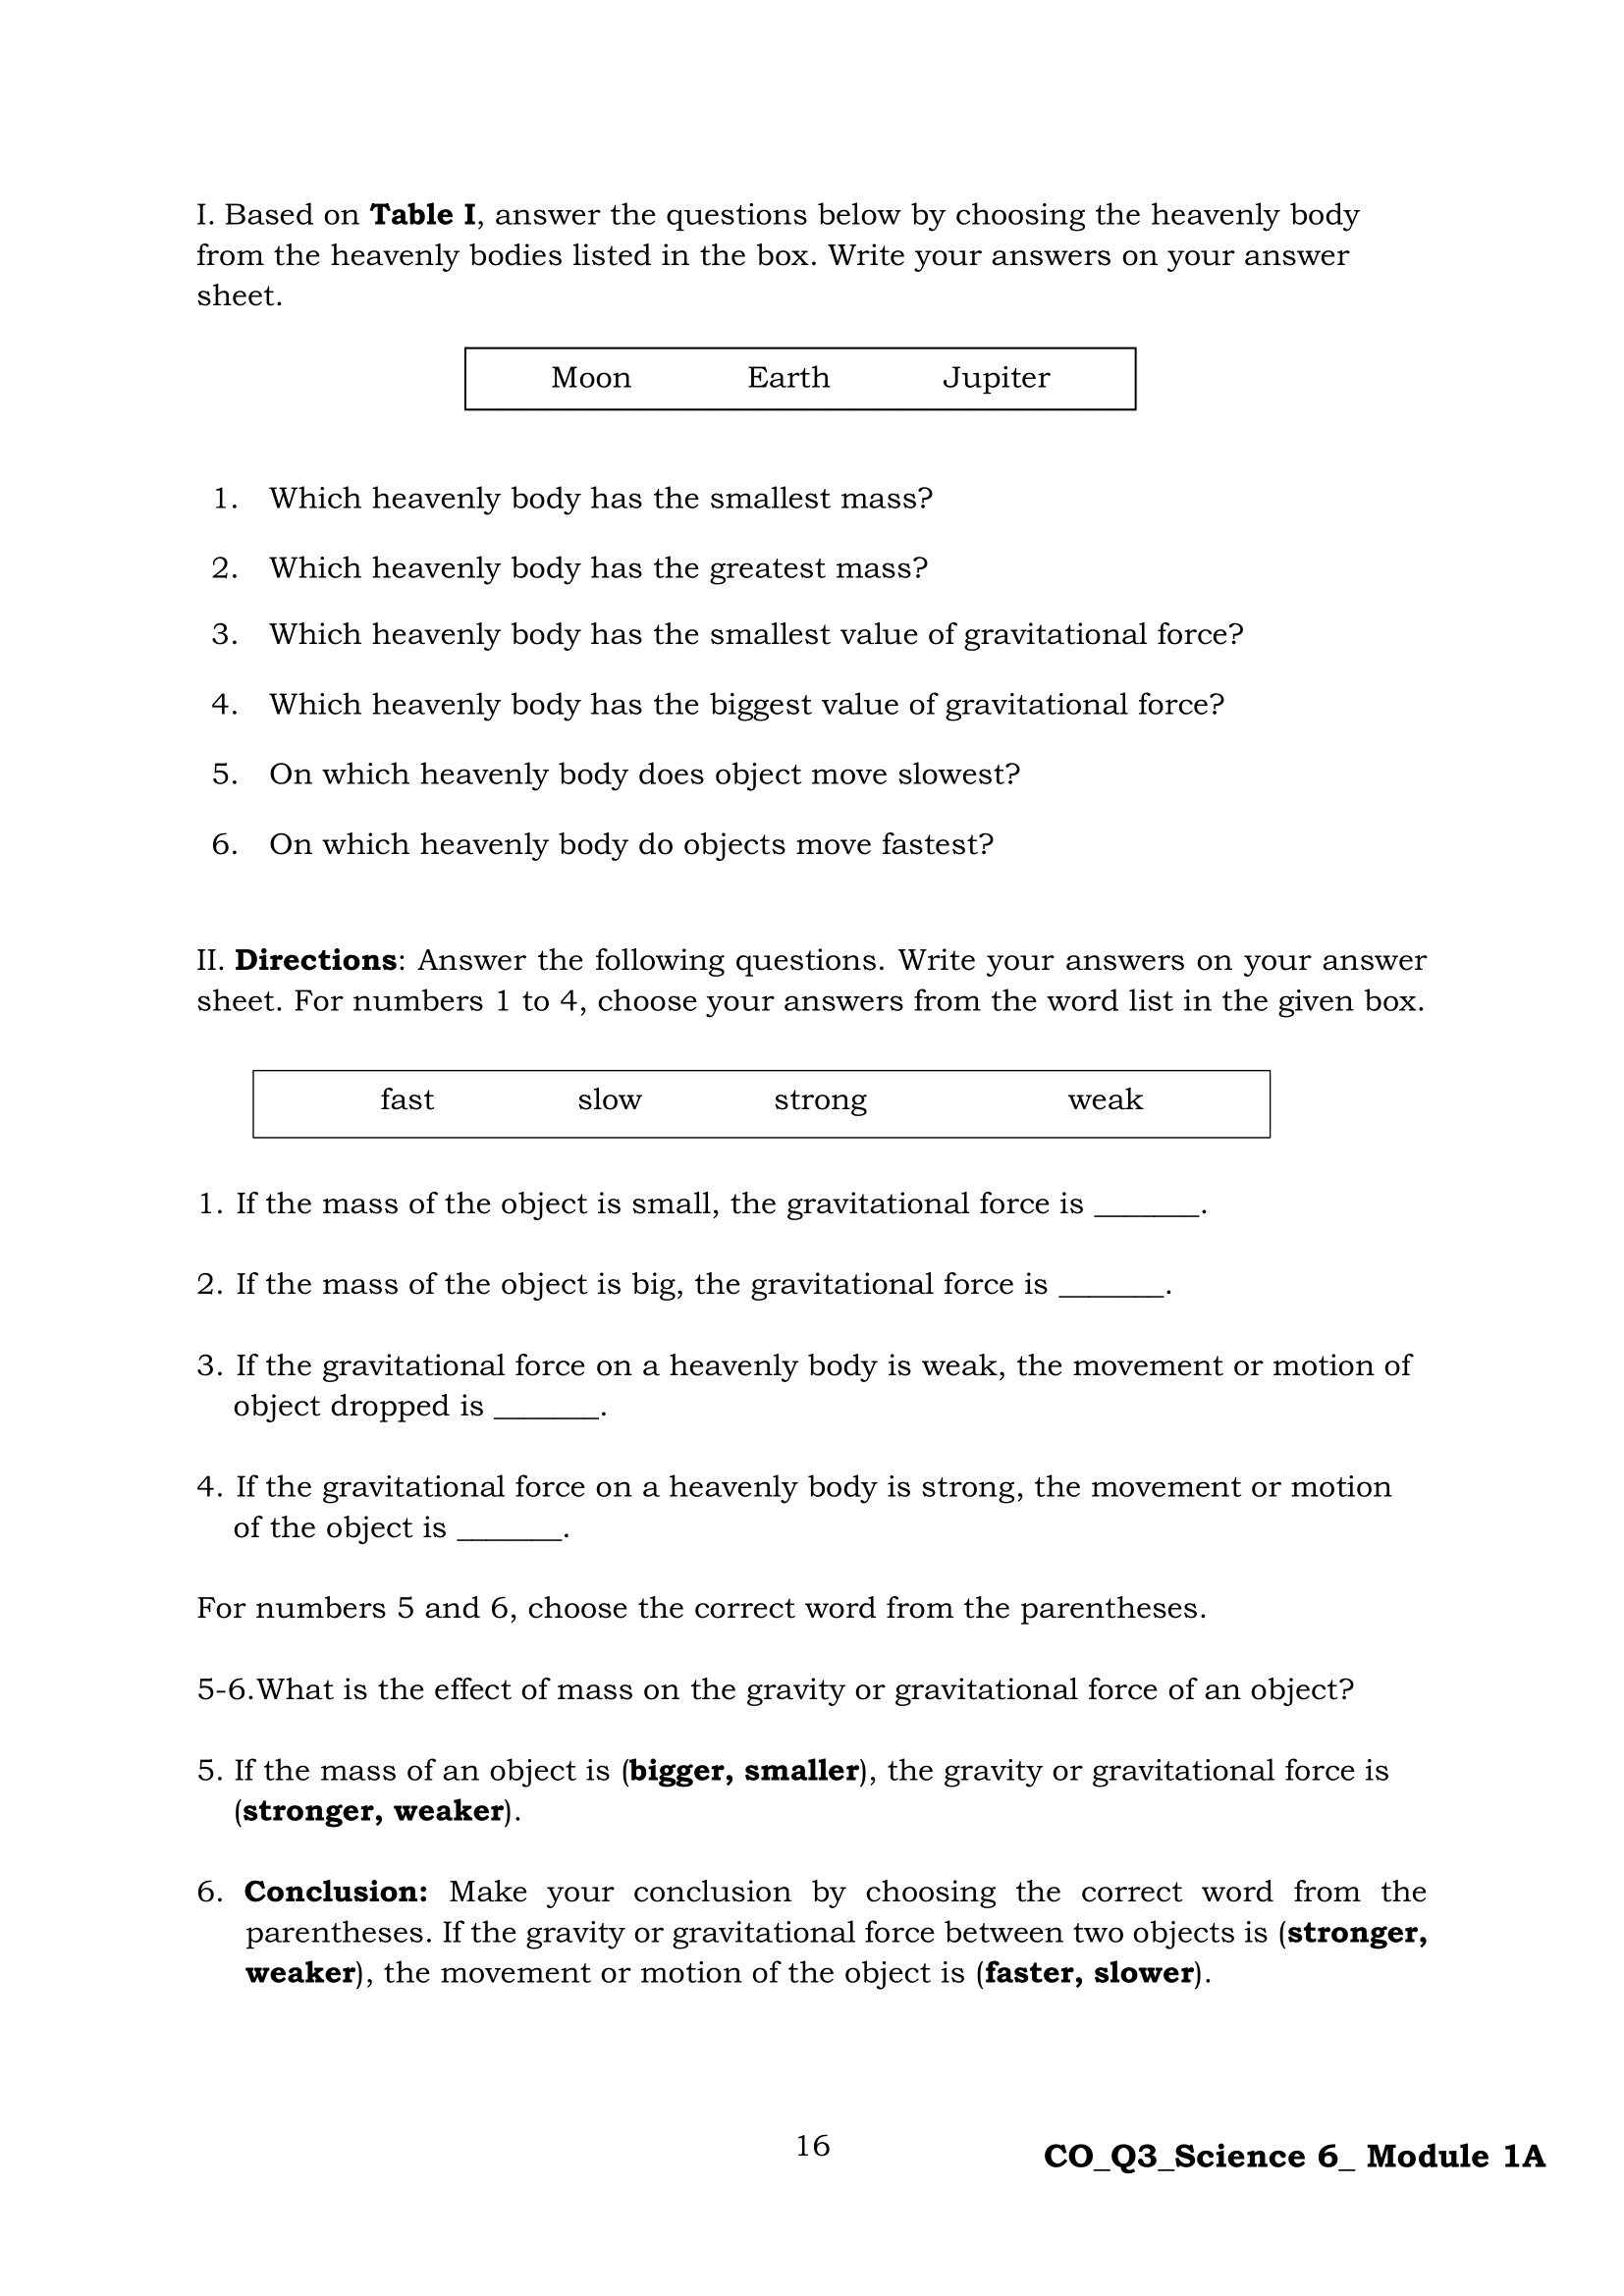 I. Based on Table I, answer the questions below by choosing the heavenly body
from the heavenly bodies listed in the box. Write your answers on your answer
sheet.
Moon Earth Jupiter
1. Which heavenly body has the smallest mass?
2. Which heavenly body has the greatest mass?
3. Which heavenly body has the smallest value of gravitational force?
4. Which heavenly body has the biggest value of gravitational force?
5. On which heavenly body does object move slowest?
6. On which heavenly body do objects move fastest?
II. Directions: Answer the following questions. Write your answers on your answer
sheet. For numbers 1 to 4, choose your answers from the word list in the given box.
fast slow strong weak
1. If the mass of the object is small, the gravitational force is _______.
2. If the mass of the object is big, the gravitational force is _______.
3. If the gravitational force on a heavenly body is weak, the movement or motion of
object dropped is _______.
4. If the gravitational force on a heavenly body is strong, the movement or motion
of the object is _______.
For numbers 5 and 6, choose the correct word from the parentheses.
5-6.What is the effect of mass on the gravity or gravitational force of an object?
5. If the mass of an object is (bigger, smaller), the gravity or gravitational force is
(stronger, weaker).
6. Conclusion: Make your conclusion by choosing the correct word from the
parentheses. If the gravity or gravitational force between two objects is (stronger,
weaker), the movement or motion of the object is (faster, slower).
16
CO_Q3_Science 6_ Module 1A